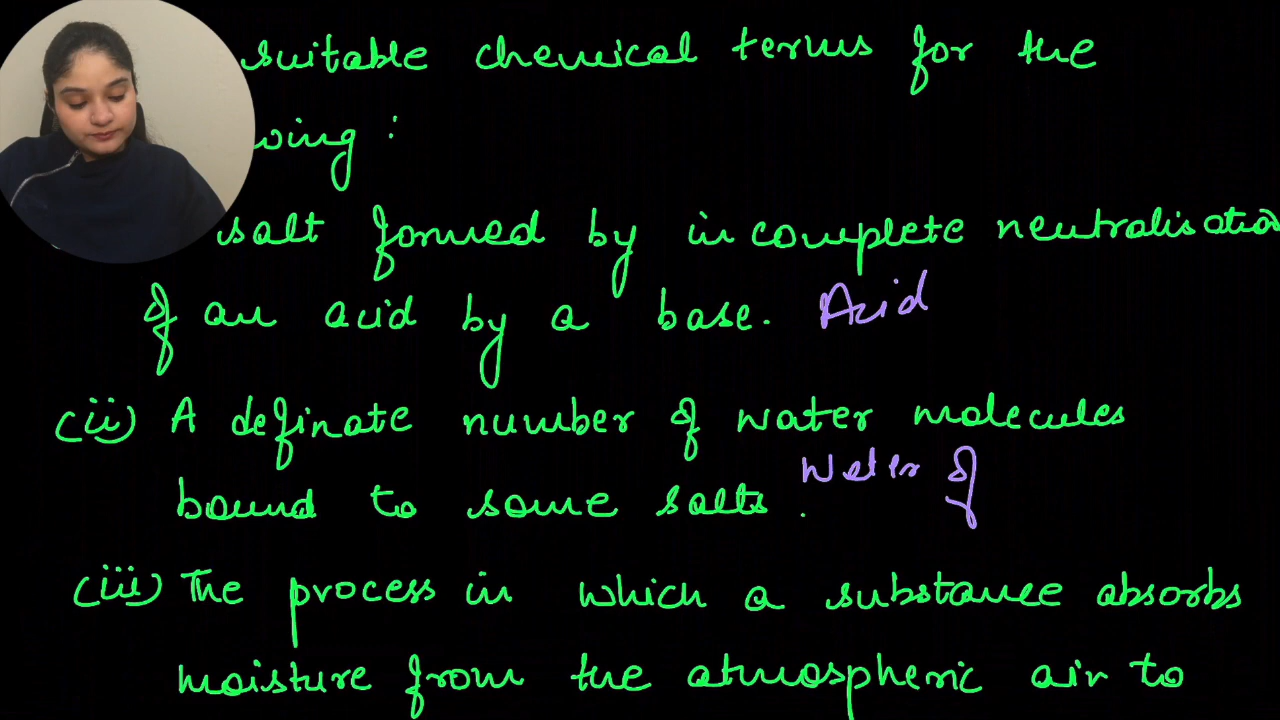 suitable chemical terms for the
wing :
salt formed by incomplete neutralisation
of an acid by a base. Acid
(ii) A definate number of water molecules
bound to some salts. Water of
(iii) The process in which a substance absorbs
moisture from the atmospheric air to